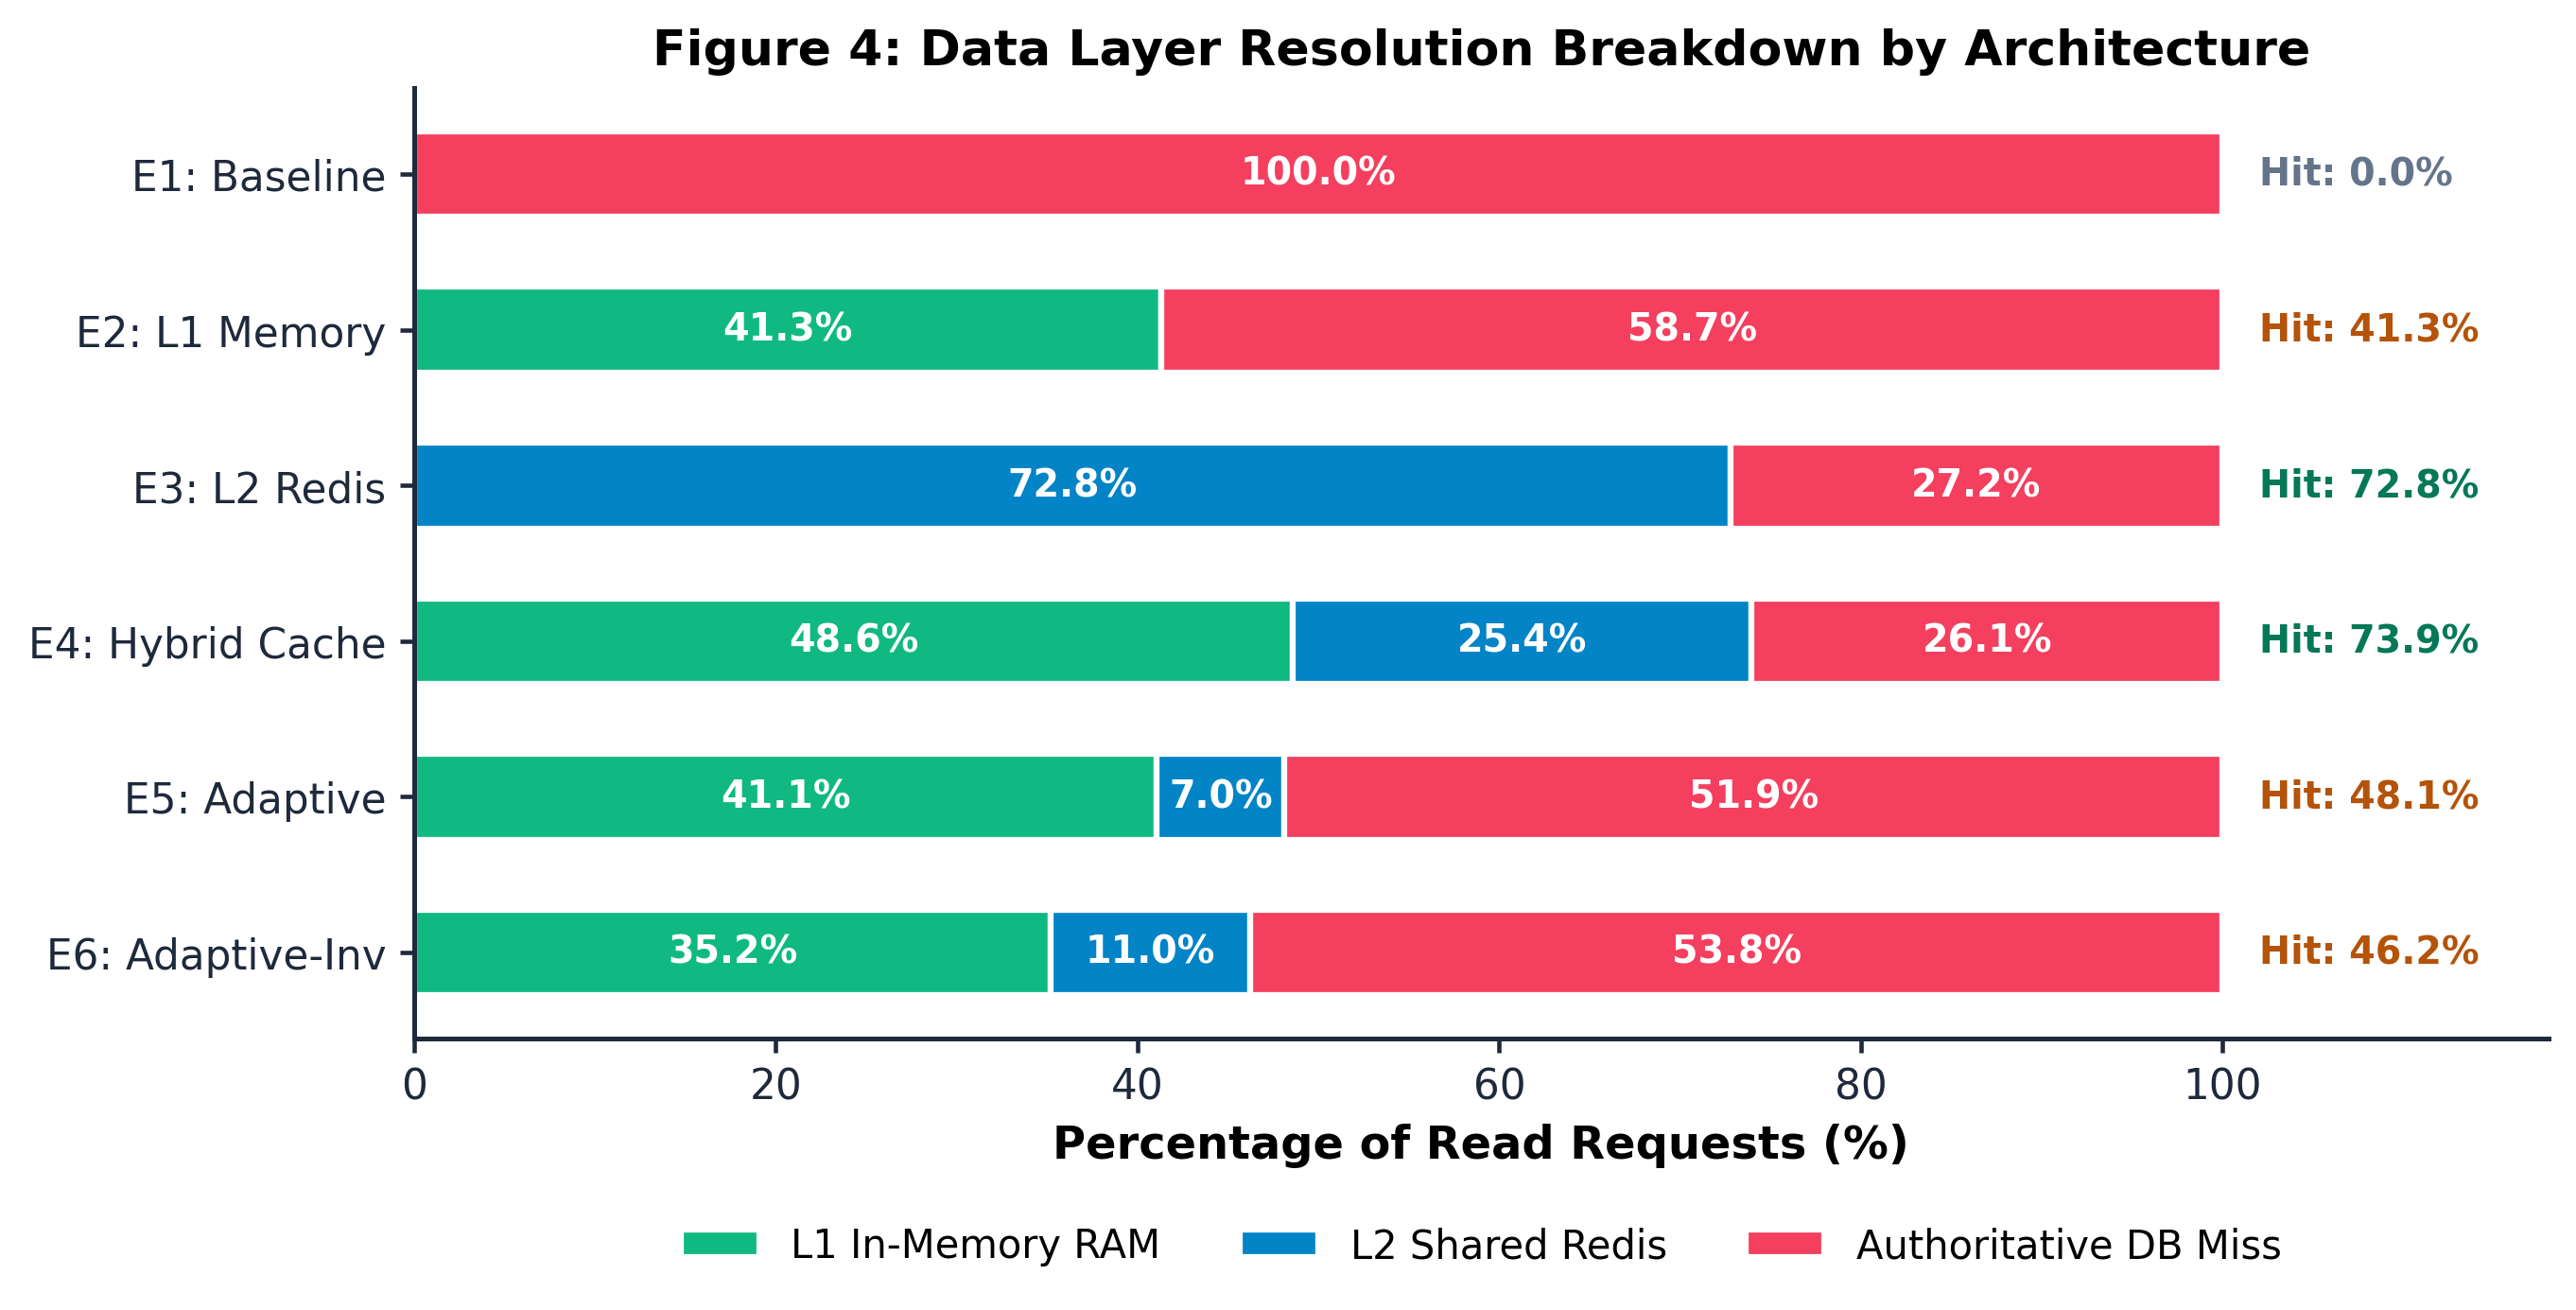 Figure 4: Data Layer Resolution Breakdown by Architecture
E1: Baseline 100.0% Hit: 0.0%
E2: L1 Memory 41.3% 58.7% Hit: 41.3%
E3: L2 Redis 72.8% 27.2% Hit: 72.8%
E4: Hybrid Cache 48.6% 25.4% 26.1% Hit: 73.9%
E5: Adaptive 41.1% 7.0% 51.9% Hit: 48.1%
E6: Adaptive-Inv 35.2% 11.0% 53.8% Hit: 46.2%
0 20 40 60 80 100
Percentage of Read Requests (%)
L1 In-Memory RAM L2 Shared Redis Authoritative DB Miss